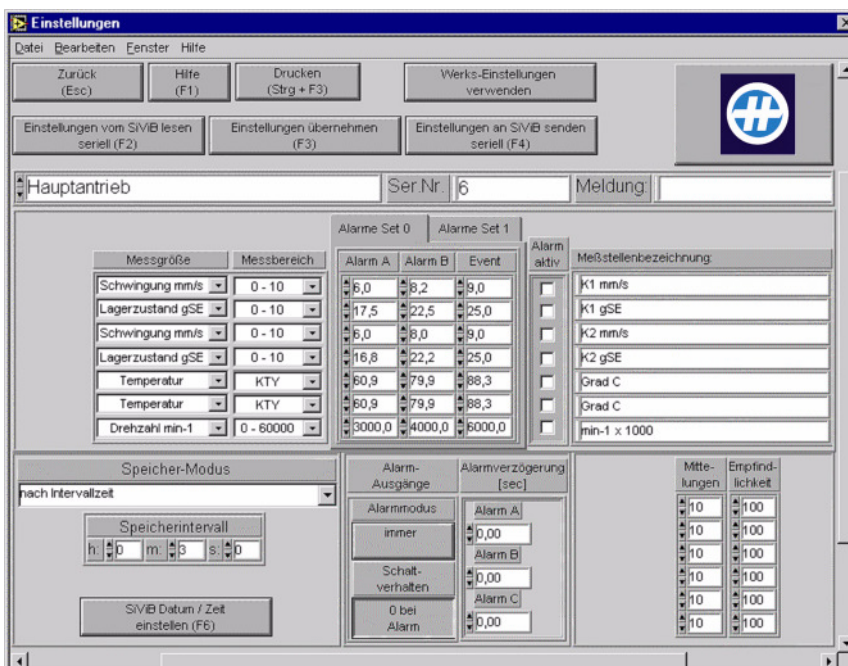 Einstellungen
Datei Bearbeiten Fenster Hilfe
Zurück (Esc)
Hilfe (F1)
Drucken (Strg + F3)
Werks-Einstellungen verwenden
Einstellungen vom SiViB lesen seriell (F2)
Einstellungen übernehmen (F3)
Einstellungen an SiViB senden seriell (F4)
Hauptantrieb Ser.Nr. 6 Meldung:
Alarme Set 0 Alarme Set 1
Messgröße Messbereich Alarm A Alarm B Event Alarm aktiv Meßstellenbezeichnung:
Schwingung mm/s 0 - 10 6,0 8,2 9,0 K1 mm/s
Lagerzustand gSE 0 - 10 17,5 22,5 25,0 K1 gSE
Schwingung mm/s 0 - 10 6,0 8,0 9,0 K2 mm/s
Lagerzustand gSE 0 - 10 16,8 22,2 25,0 K2 gSE
Temperatur KTY 60,9 79,9 88,3 Grad C
Temperatur KTY 60,9 79,9 88,3 Grad C
Drehzahl min-1 0 - 60000 3000,0 4000,0 6000,0 min-1 x 1000
Speicher-Modus
nach Intervallzeit
Speicherintervall
h: 0 m: 3 s: 0
SiViB Datum / Zeit einstellen (F6)
Alarm-Ausgänge
Alarmmodus
immer
Schalt-verhalten
0 bei Alarm
Alarmverzögerung [sec]
Alarm A
0,00
Alarm B
0,00
Alarm C
0,00
Mitte-lungen Empfind-lichkeit
10 100
10 100
10 100
10 100
10 100
10 100